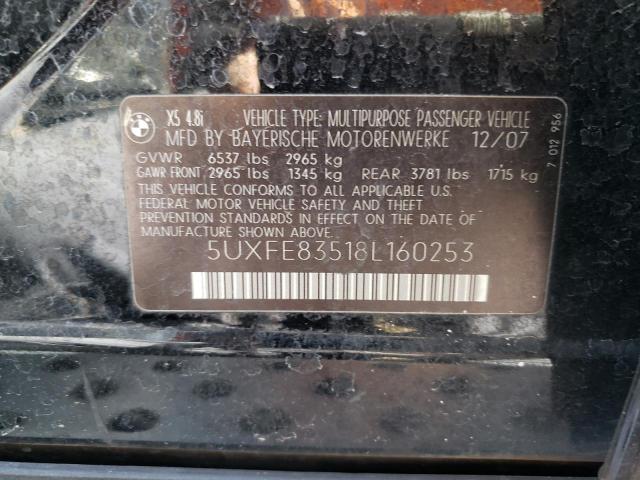 BMW
X5 4.8i VEHICLE TYPE: MULTIPURPOSE PASSENGER VEHICLE
MFD BY BAYERISCHE MOTORENWERKE 12/07
GVWR 6537 lbs 2965 kg
GAWR FRONT: 2965 lbs 1345 kg REAR 3781 lbs 1715 kg
THIS VEHICLE CONFORMS TO ALL APPLICABLE U.S.
FEDERAL MOTOR VEHICLE SAFETY AND THEFT
PREVENTION STANDARDS IN EFFECT ON THE DATE OF
MANUFACTURE SHOWN ABOVE.
5UXFE83518L160253
7 012 956